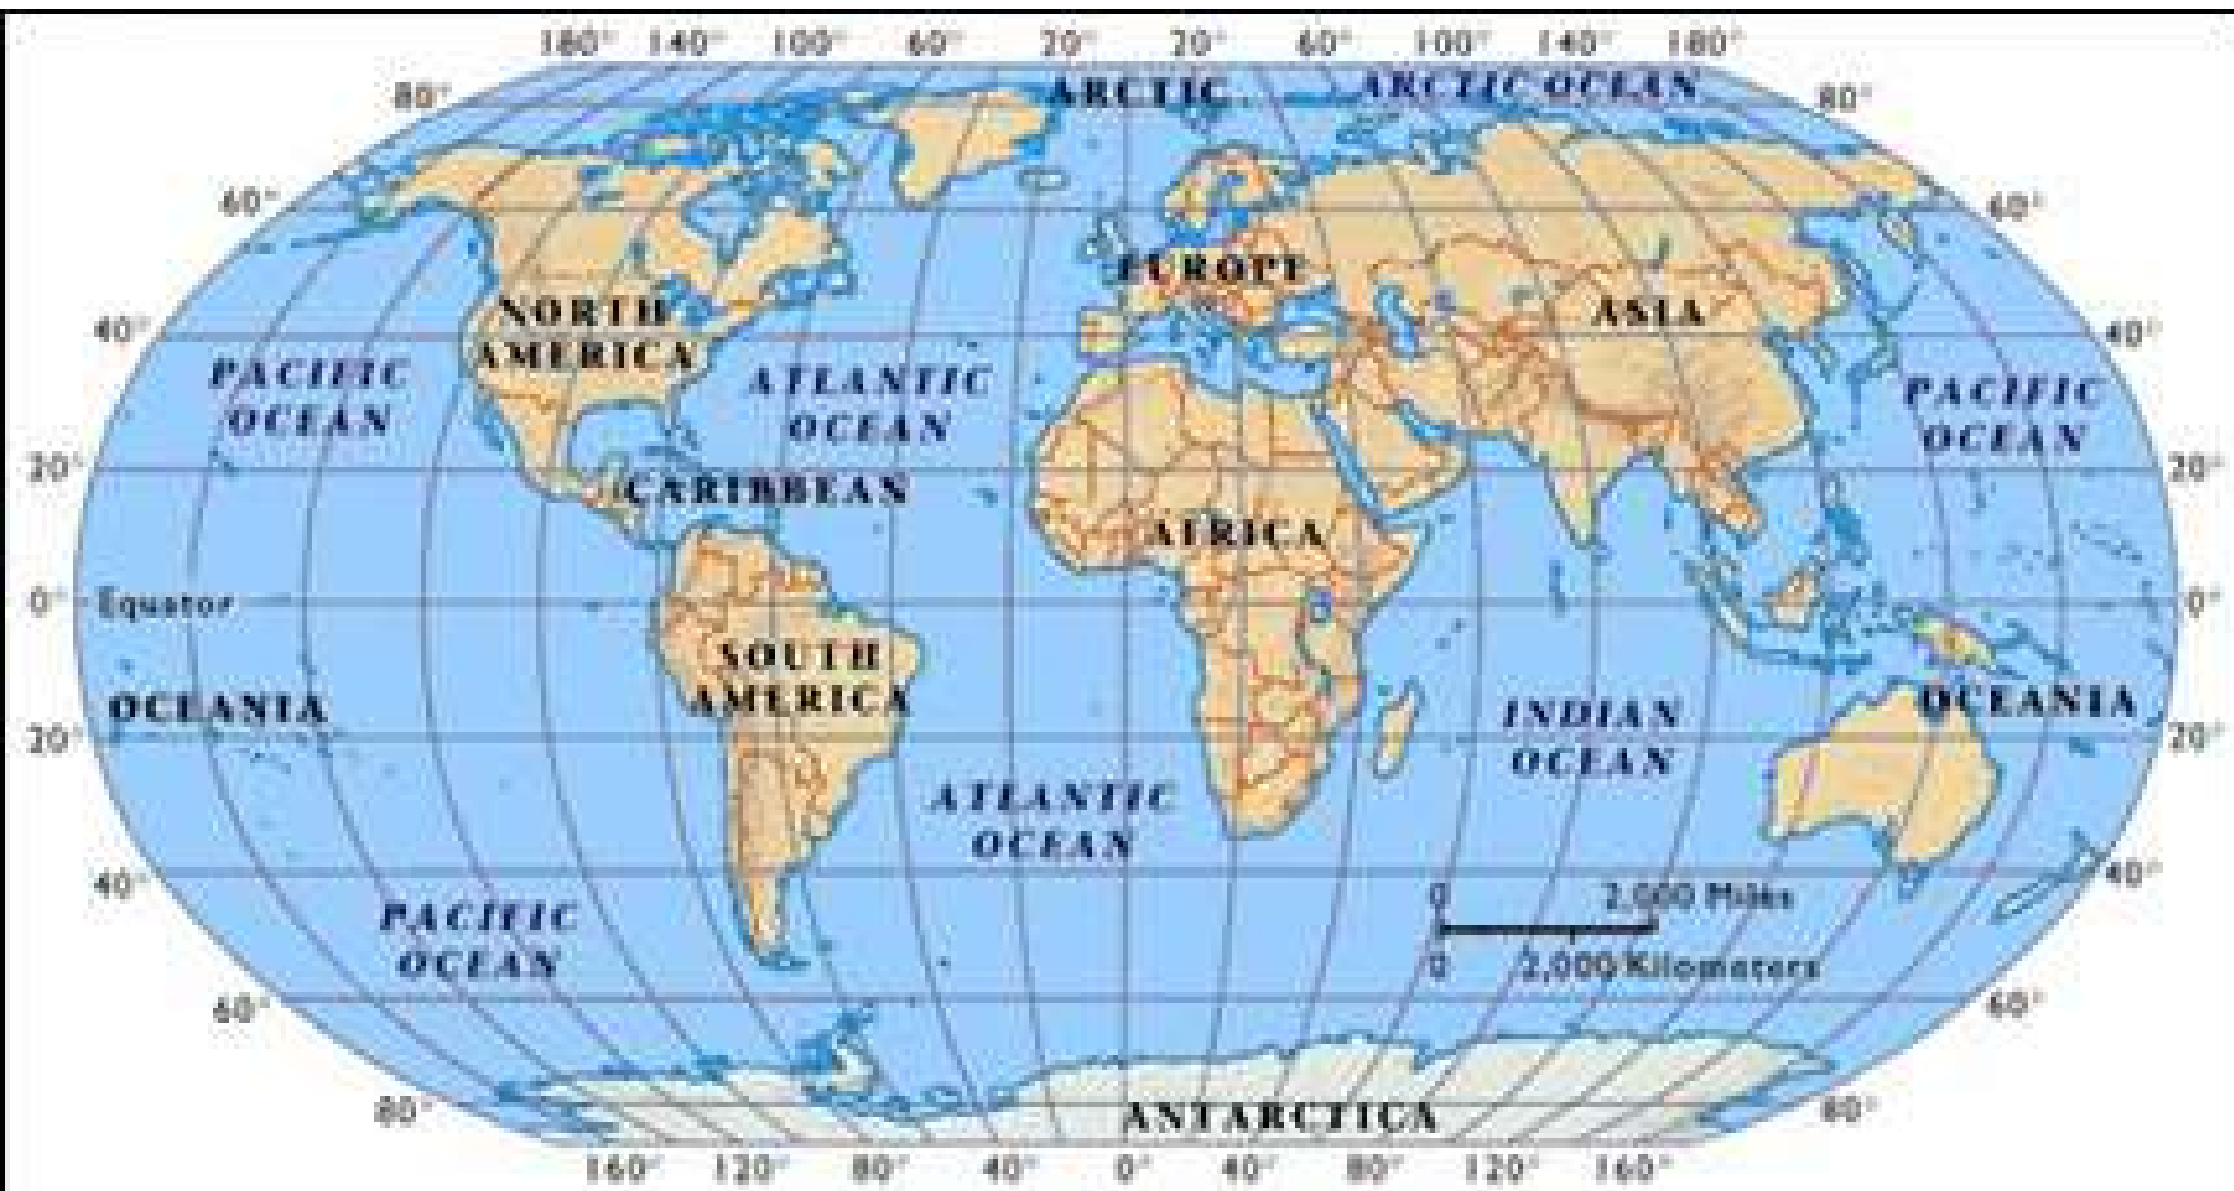 180° 140° 100° 60° 20° 20° 60° 100° 140° 180°
ARCTIC
ARCTIC OCEAN
80°
80°
60°
60°
EUROPE
NORTH
AMERICA
ASIA
40°
40°
PACIFIC
OCEAN
ATLANTIC
OCEAN
PACIFIC
OCEAN
20°
20°
CARIBBEAN
AFRICA
0°
Equator
0°
SOUTH
AMERICA
OCEANIA
INDIAN
OCEAN
OCEANIA
20°
20°
ATLANTIC
OCEAN
40°
40°
0 2,000 Miles
0 2,000 Kilometers
PACIFIC
OCEAN
60°
60°
80°
80°
ANTARCTICA
160° 120° 80° 40° 0° 40° 80° 120° 160°